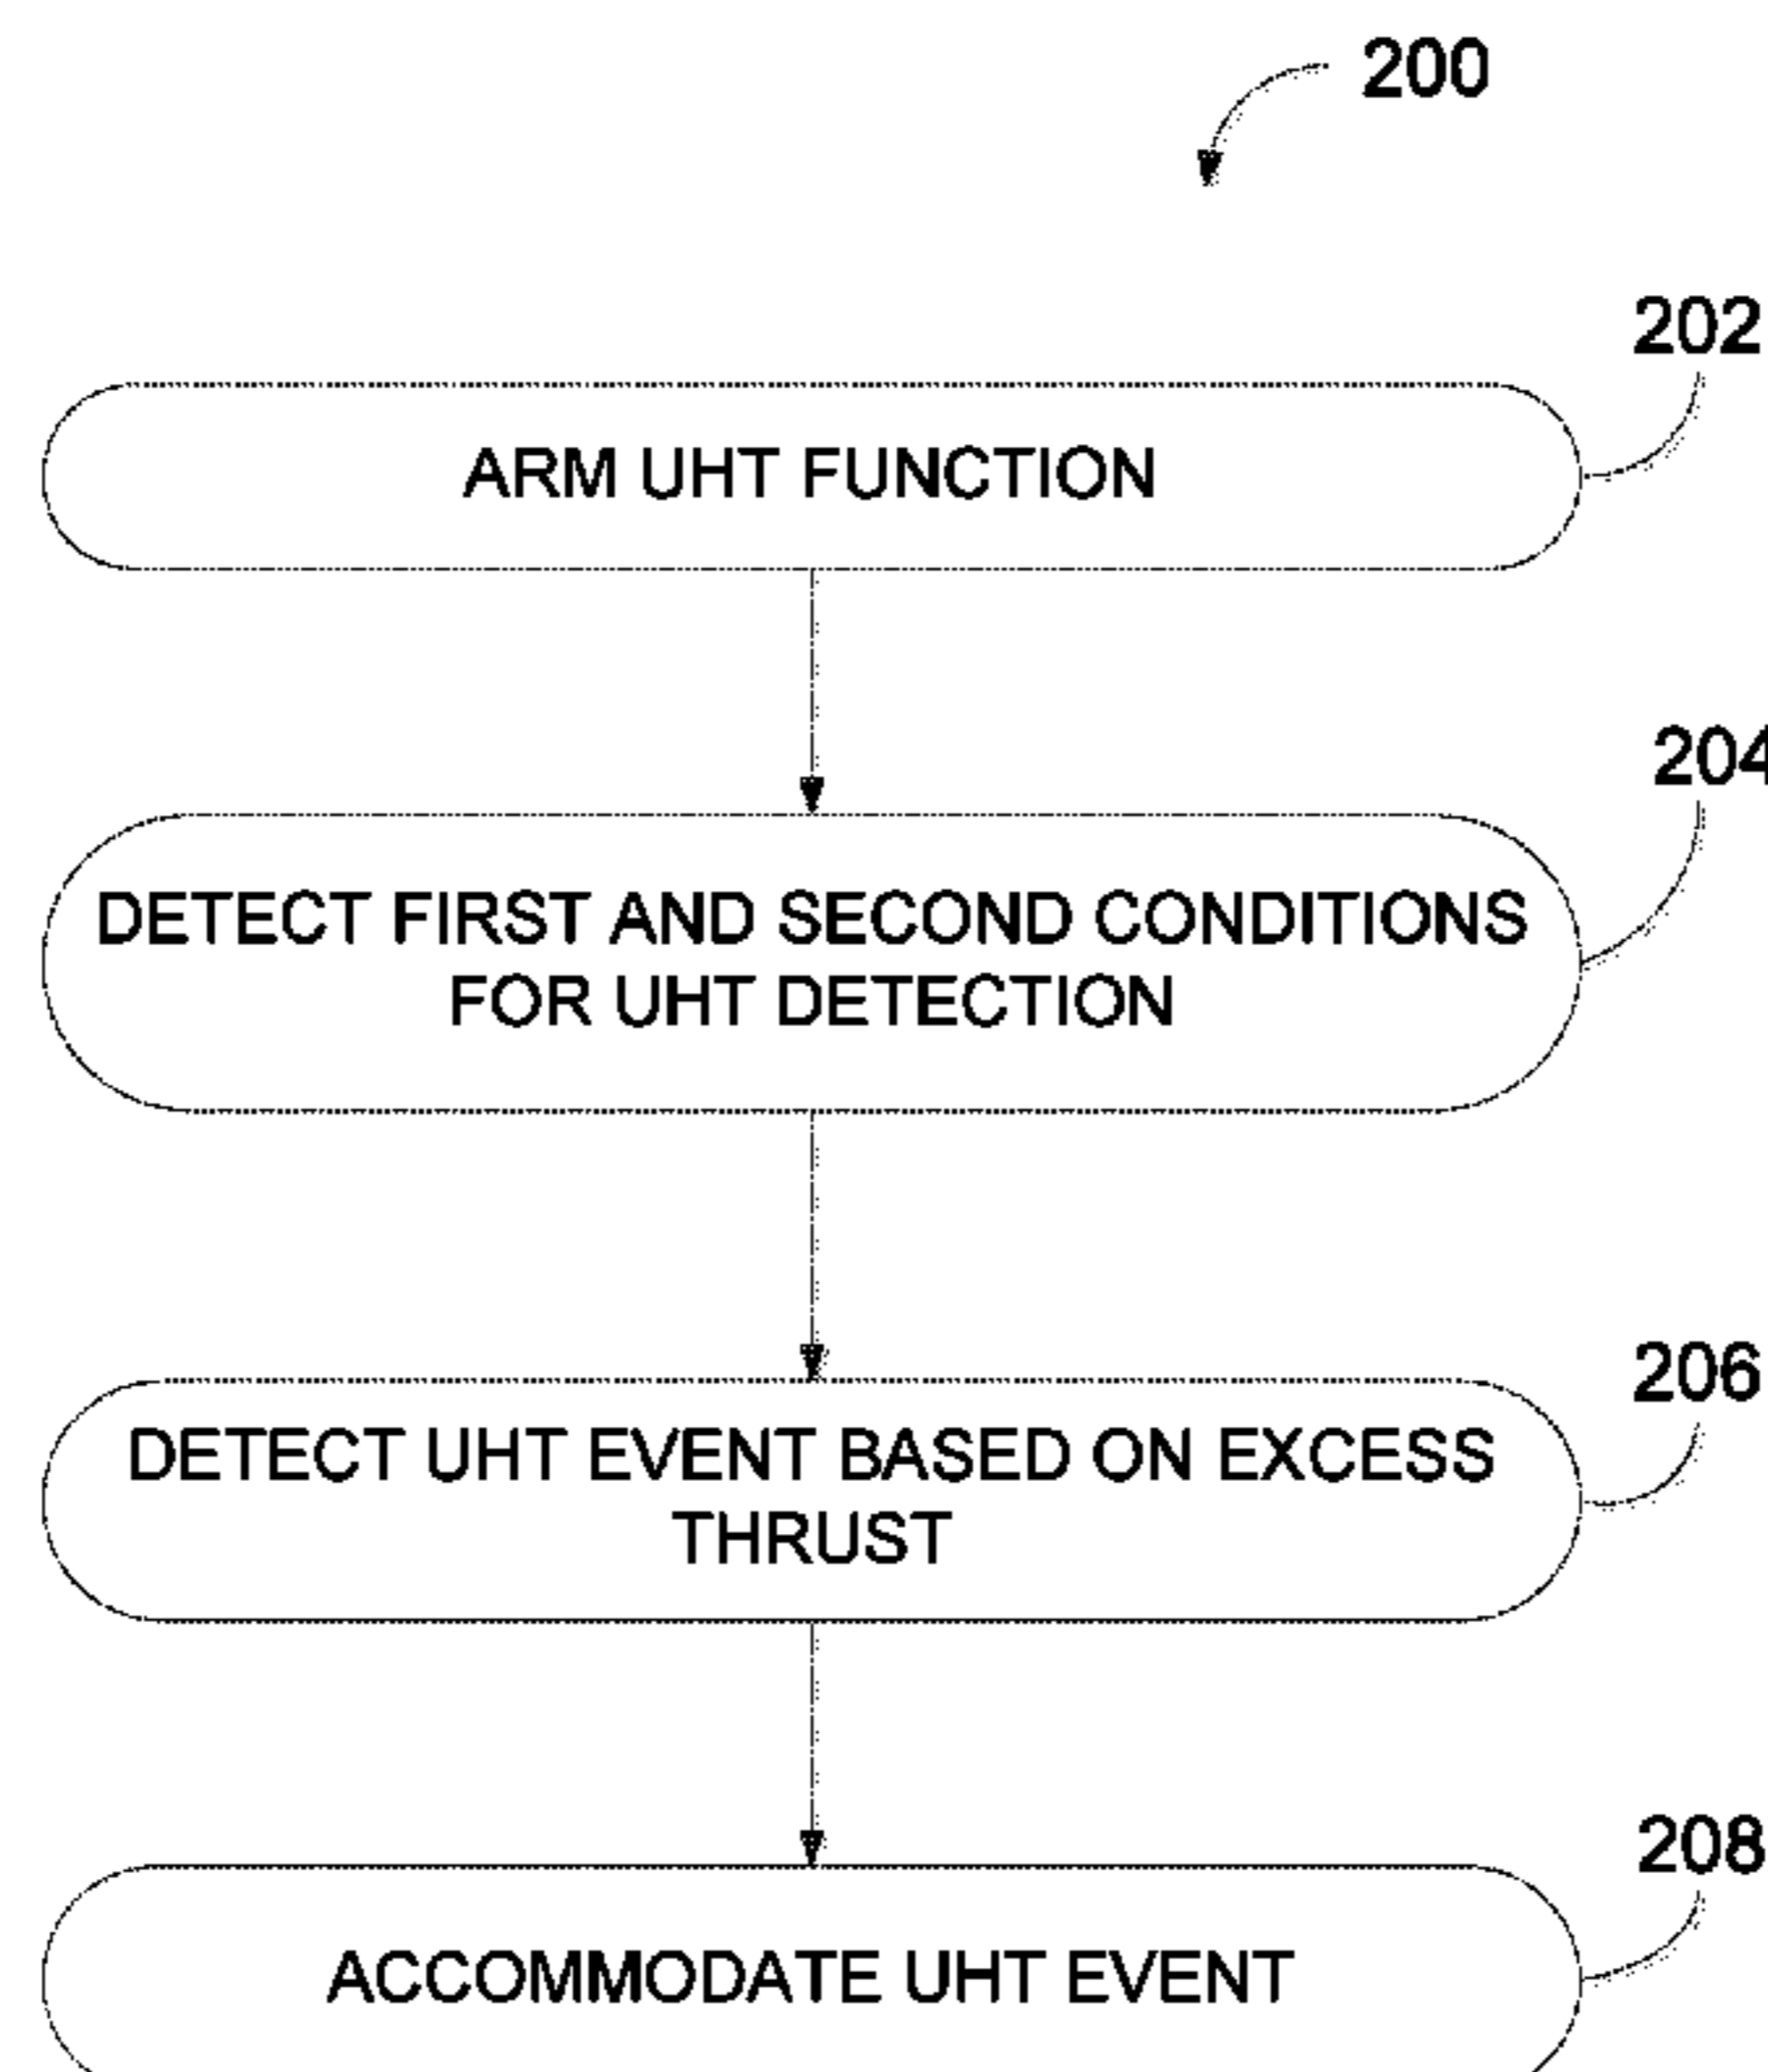 200
202
ARM UHT FUNCTION
204
DETECT FIRST AND SECOND CONDITIONS
FOR UHT DETECTION
206
DETECT UHT EVENT BASED ON EXCESS
THRUST
208
ACCOMMODATE UHT EVENT